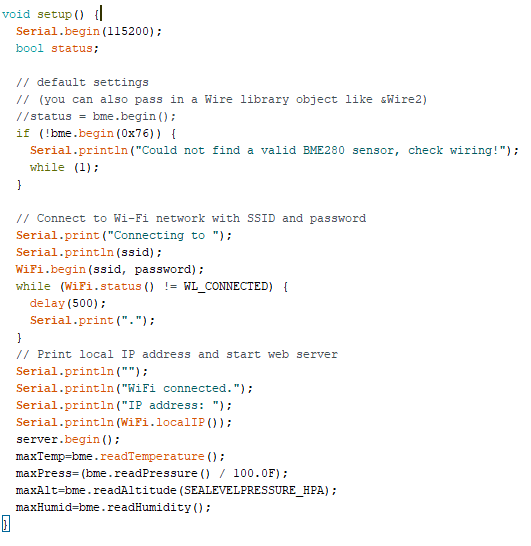 void setup() {
  Serial.begin(115200);
  bool status;

  // default settings
  // (you can also pass in a Wire library object like &Wire2)
  //status = bme.begin();
  if (!bme.begin(0x76)) {
    Serial.println("Could not find a valid BME280 sensor, check wiring!");
    while (1);
  }

  // Connect to Wi-Fi network with SSID and password
  Serial.print("Connecting to ");
  Serial.println(ssid);
  WiFi.begin(ssid, password);
  while (WiFi.status() != WL_CONNECTED) {
    delay(500);
    Serial.print(".");
  }
  // Print local IP address and start web server
  Serial.println("");
  Serial.println("WiFi connected.");
  Serial.println("IP address: ");
  Serial.println(WiFi.localIP());
  server.begin();
  maxTemp=bme.readTemperature();
  maxPress=(bme.readPressure() / 100.0F);
  maxAlt=bme.readAltitude(SEALEVELPRESSURE_HPA);
  maxHumid=bme.readHumidity();
}